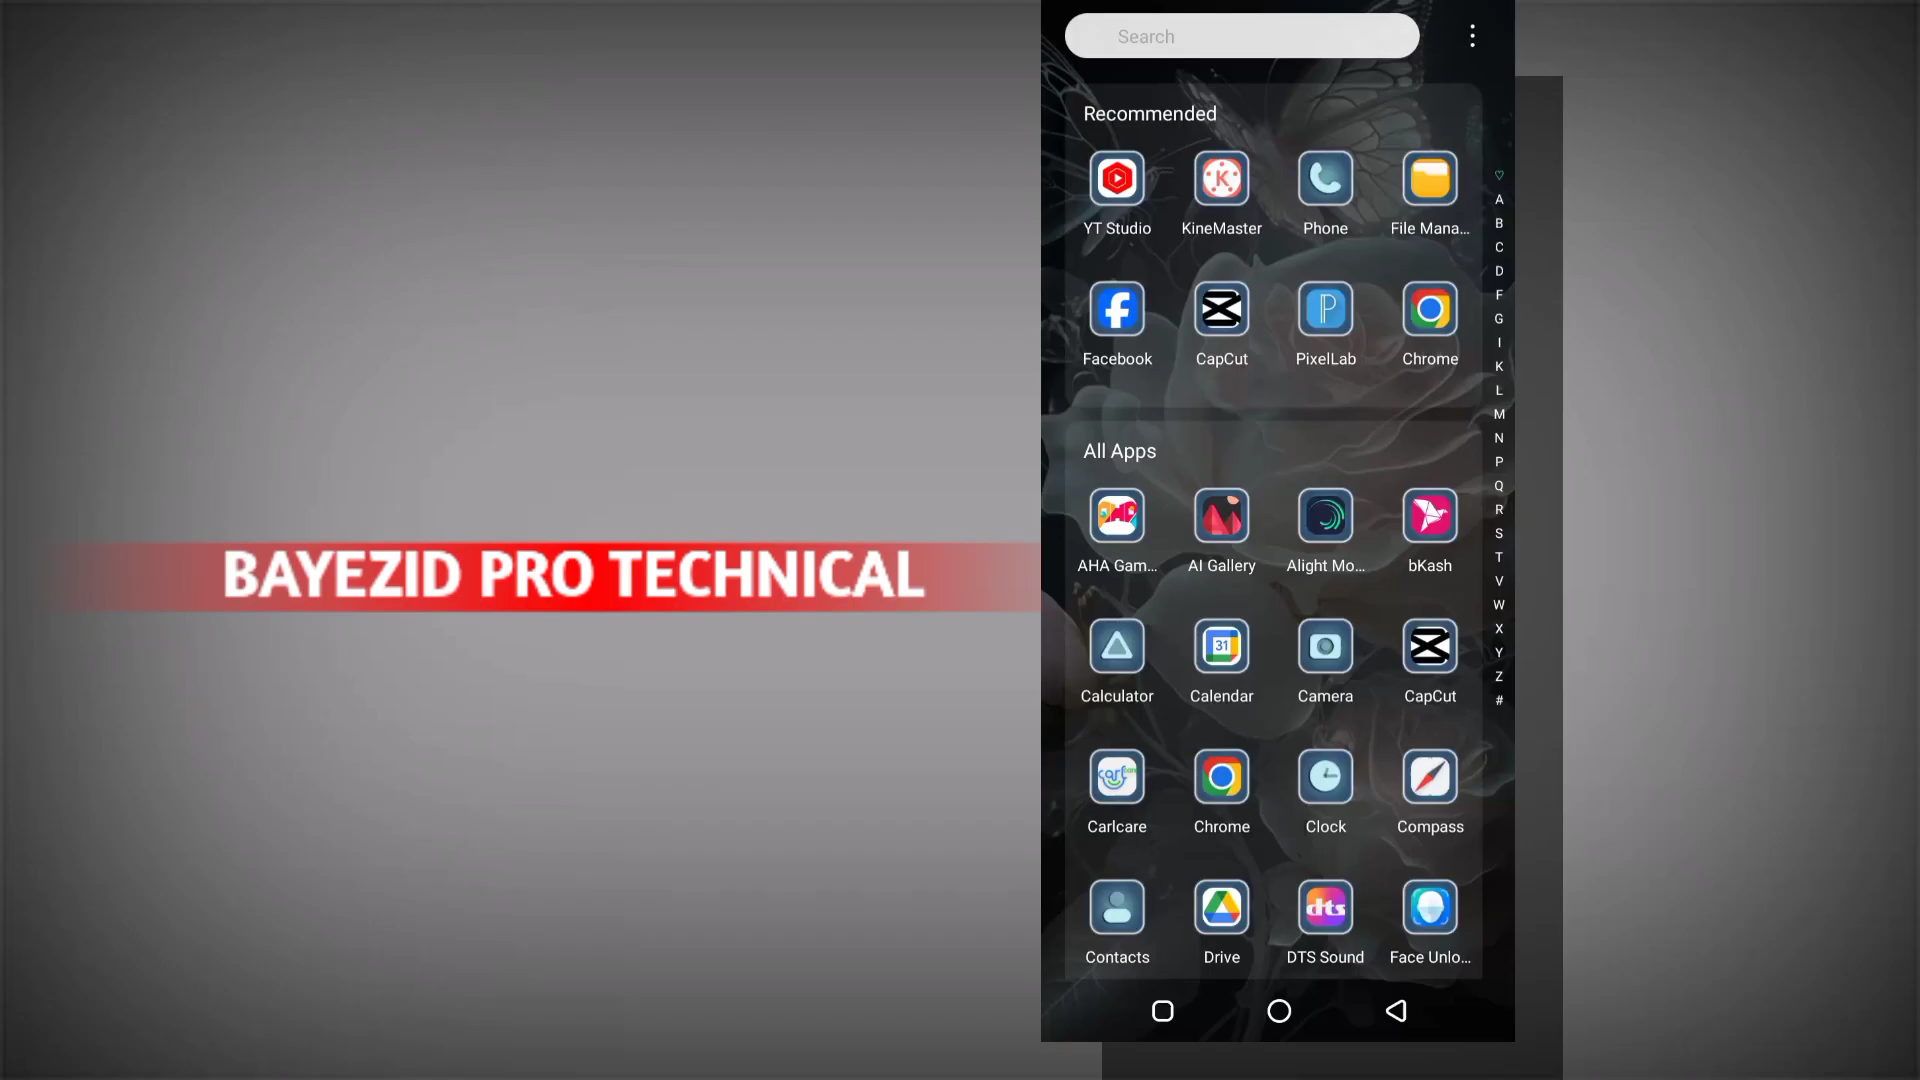 Search
Recommended
YT Studio KineMaster Phone File Mana...
Facebook CapCut PixelLab Chrome
All Apps
AHA Gam... AI Gallery Alight Mo... bKash
31
Calculator Calendar Camera CapCut
Carlcare Chrome Clock Compass
dts
Contacts Drive DTS Sound Face Unlo...
A
B
C
D
F
G
I
K
L
M
N
P
Q
R
S
T
V
W
X
Y
Z
#
BAYEZID PRO TECHNICAL